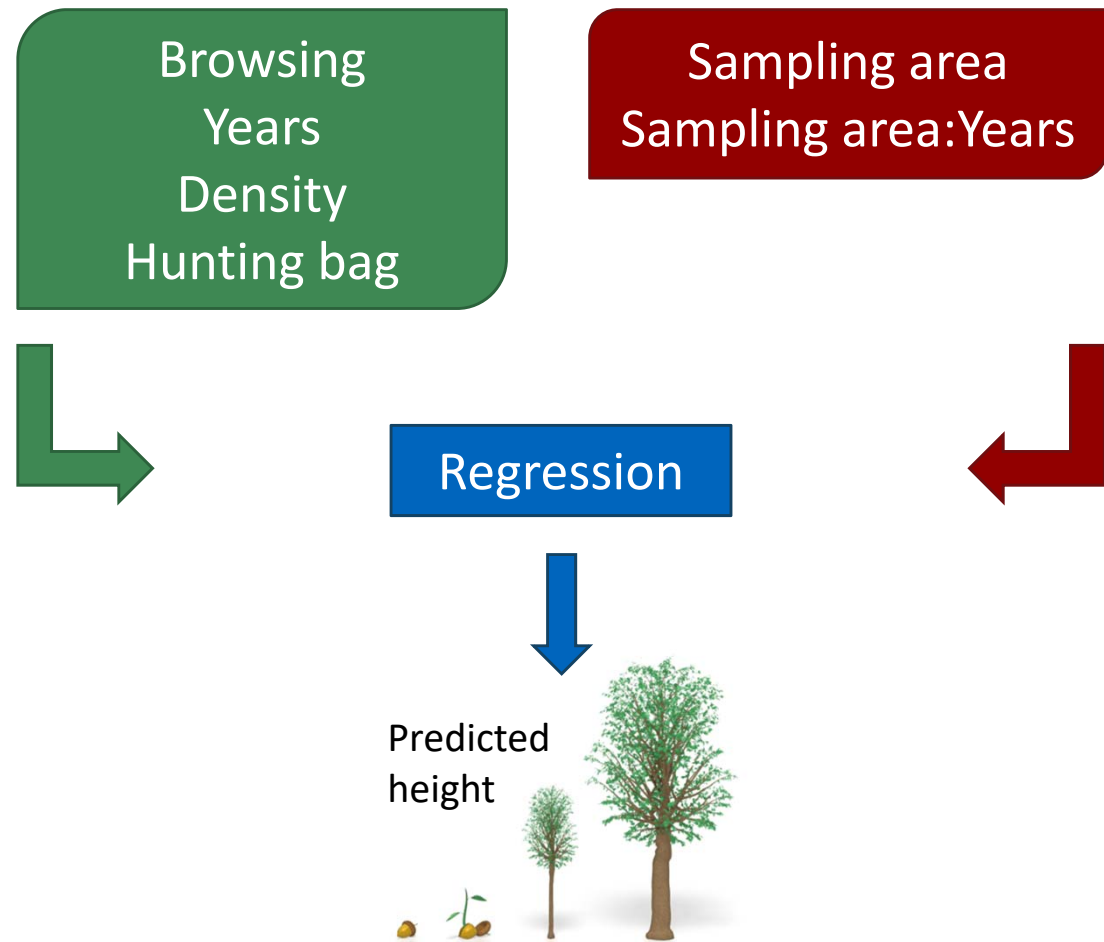 Browsing
Years
Density
Hunting bag
Sampling area
Sampling area:Years
Regression
Predicted
height